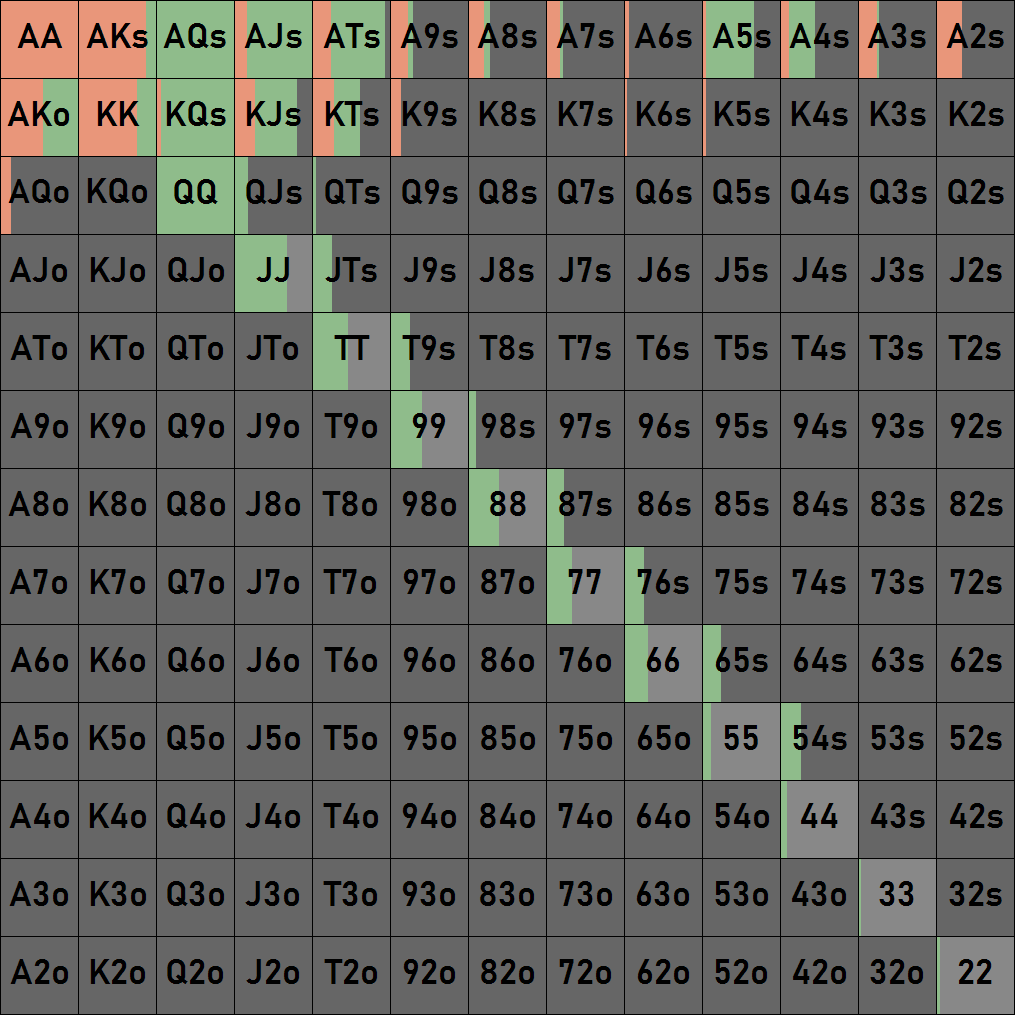 AA AKs AQs AJs ATs A9s A8s A7s A6s A5s A4s A3s A2s
AKo KK KQs KJs KTs K9s K8s K7s K6s K5s K4s K3s K2s
AQo KQo QQ QJs QTs Q9s Q8s Q7s Q6s Q5s Q4s Q3s Q2s
AJo KJo QJo JJ JTs J9s J8s J7s J6s J5s J4s J3s J2s
ATo KTo QTo JTo TT T9s T8s T7s T6s T5s T4s T3s T2s
A9o K9o Q9o J9o T9o 99 98s 97s 96s 95s 94s 93s 92s
A8o K8o Q8o J8o T8o 98o 88 87s 86s 85s 84s 83s 82s
A7o K7o Q7o J7o T7o 97o 87o 77 76s 75s 74s 73s 72s
A6o K6o Q6o J6o T6o 96o 86o 76o 66 65s 64s 63s 62s
A5o K5o Q5o J5o T5o 95o 85o 75o 65o 55 54s 53s 52s
A4o K4o Q4o J4o T4o 94o 84o 74o 64o 54o 44 43s 42s
A3o K3o Q3o J3o T3o 93o 83o 73o 63o 53o 43o 33 32s
A2o K2o Q2o J2o T2o 92o 82o 72o 62o 52o 42o 32o 22